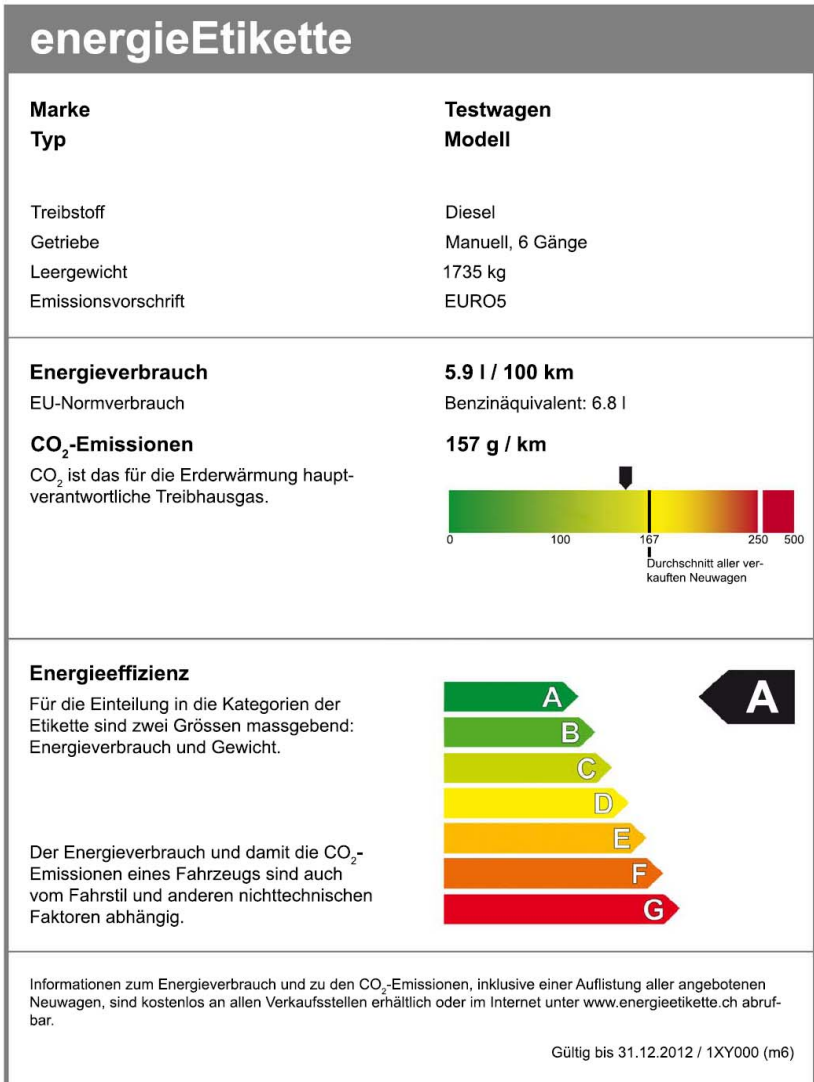 energieEtikette
Marke Testwagen
Typ Modell
Treibstoff Diesel
Getriebe Manuell, 6 Gänge
Leergewicht 1735 kg
Emissionsvorschrift EURO5
Energieverbrauch 5.9 l / 100 km
EU-Normverbrauch Benzinäquivalent: 6.8 l
CO₂-Emissionen 157 g / km
CO₂ ist das für die Erderwärmung haupt-
verantwortliche Treibhausgas.
0 100 167 250 500
Durchschnitt aller ver-
kauften Neuwagen
Energieeffizienz
Für die Einteilung in die Kategorien der
Etikette sind zwei Grössen massgebend:
Energieverbrauch und Gewicht.
Der Energieverbrauch und damit die CO₂-
Emissionen eines Fahrzeugs sind auch
vom Fahrstil und anderen nichttechnischen
Faktoren abhängig.
A A
B
C
D
E
F
G
Informationen zum Energieverbrauch und zu den CO₂-Emissionen, inklusive einer Auflistung aller angebotenen
Neuwagen, sind kostenlos an allen Verkaufsstellen erhältlich oder im Internet unter www.energieetikette.ch abruf-
bar.
Gültig bis 31.12.2012 / 1XY000 (m6)